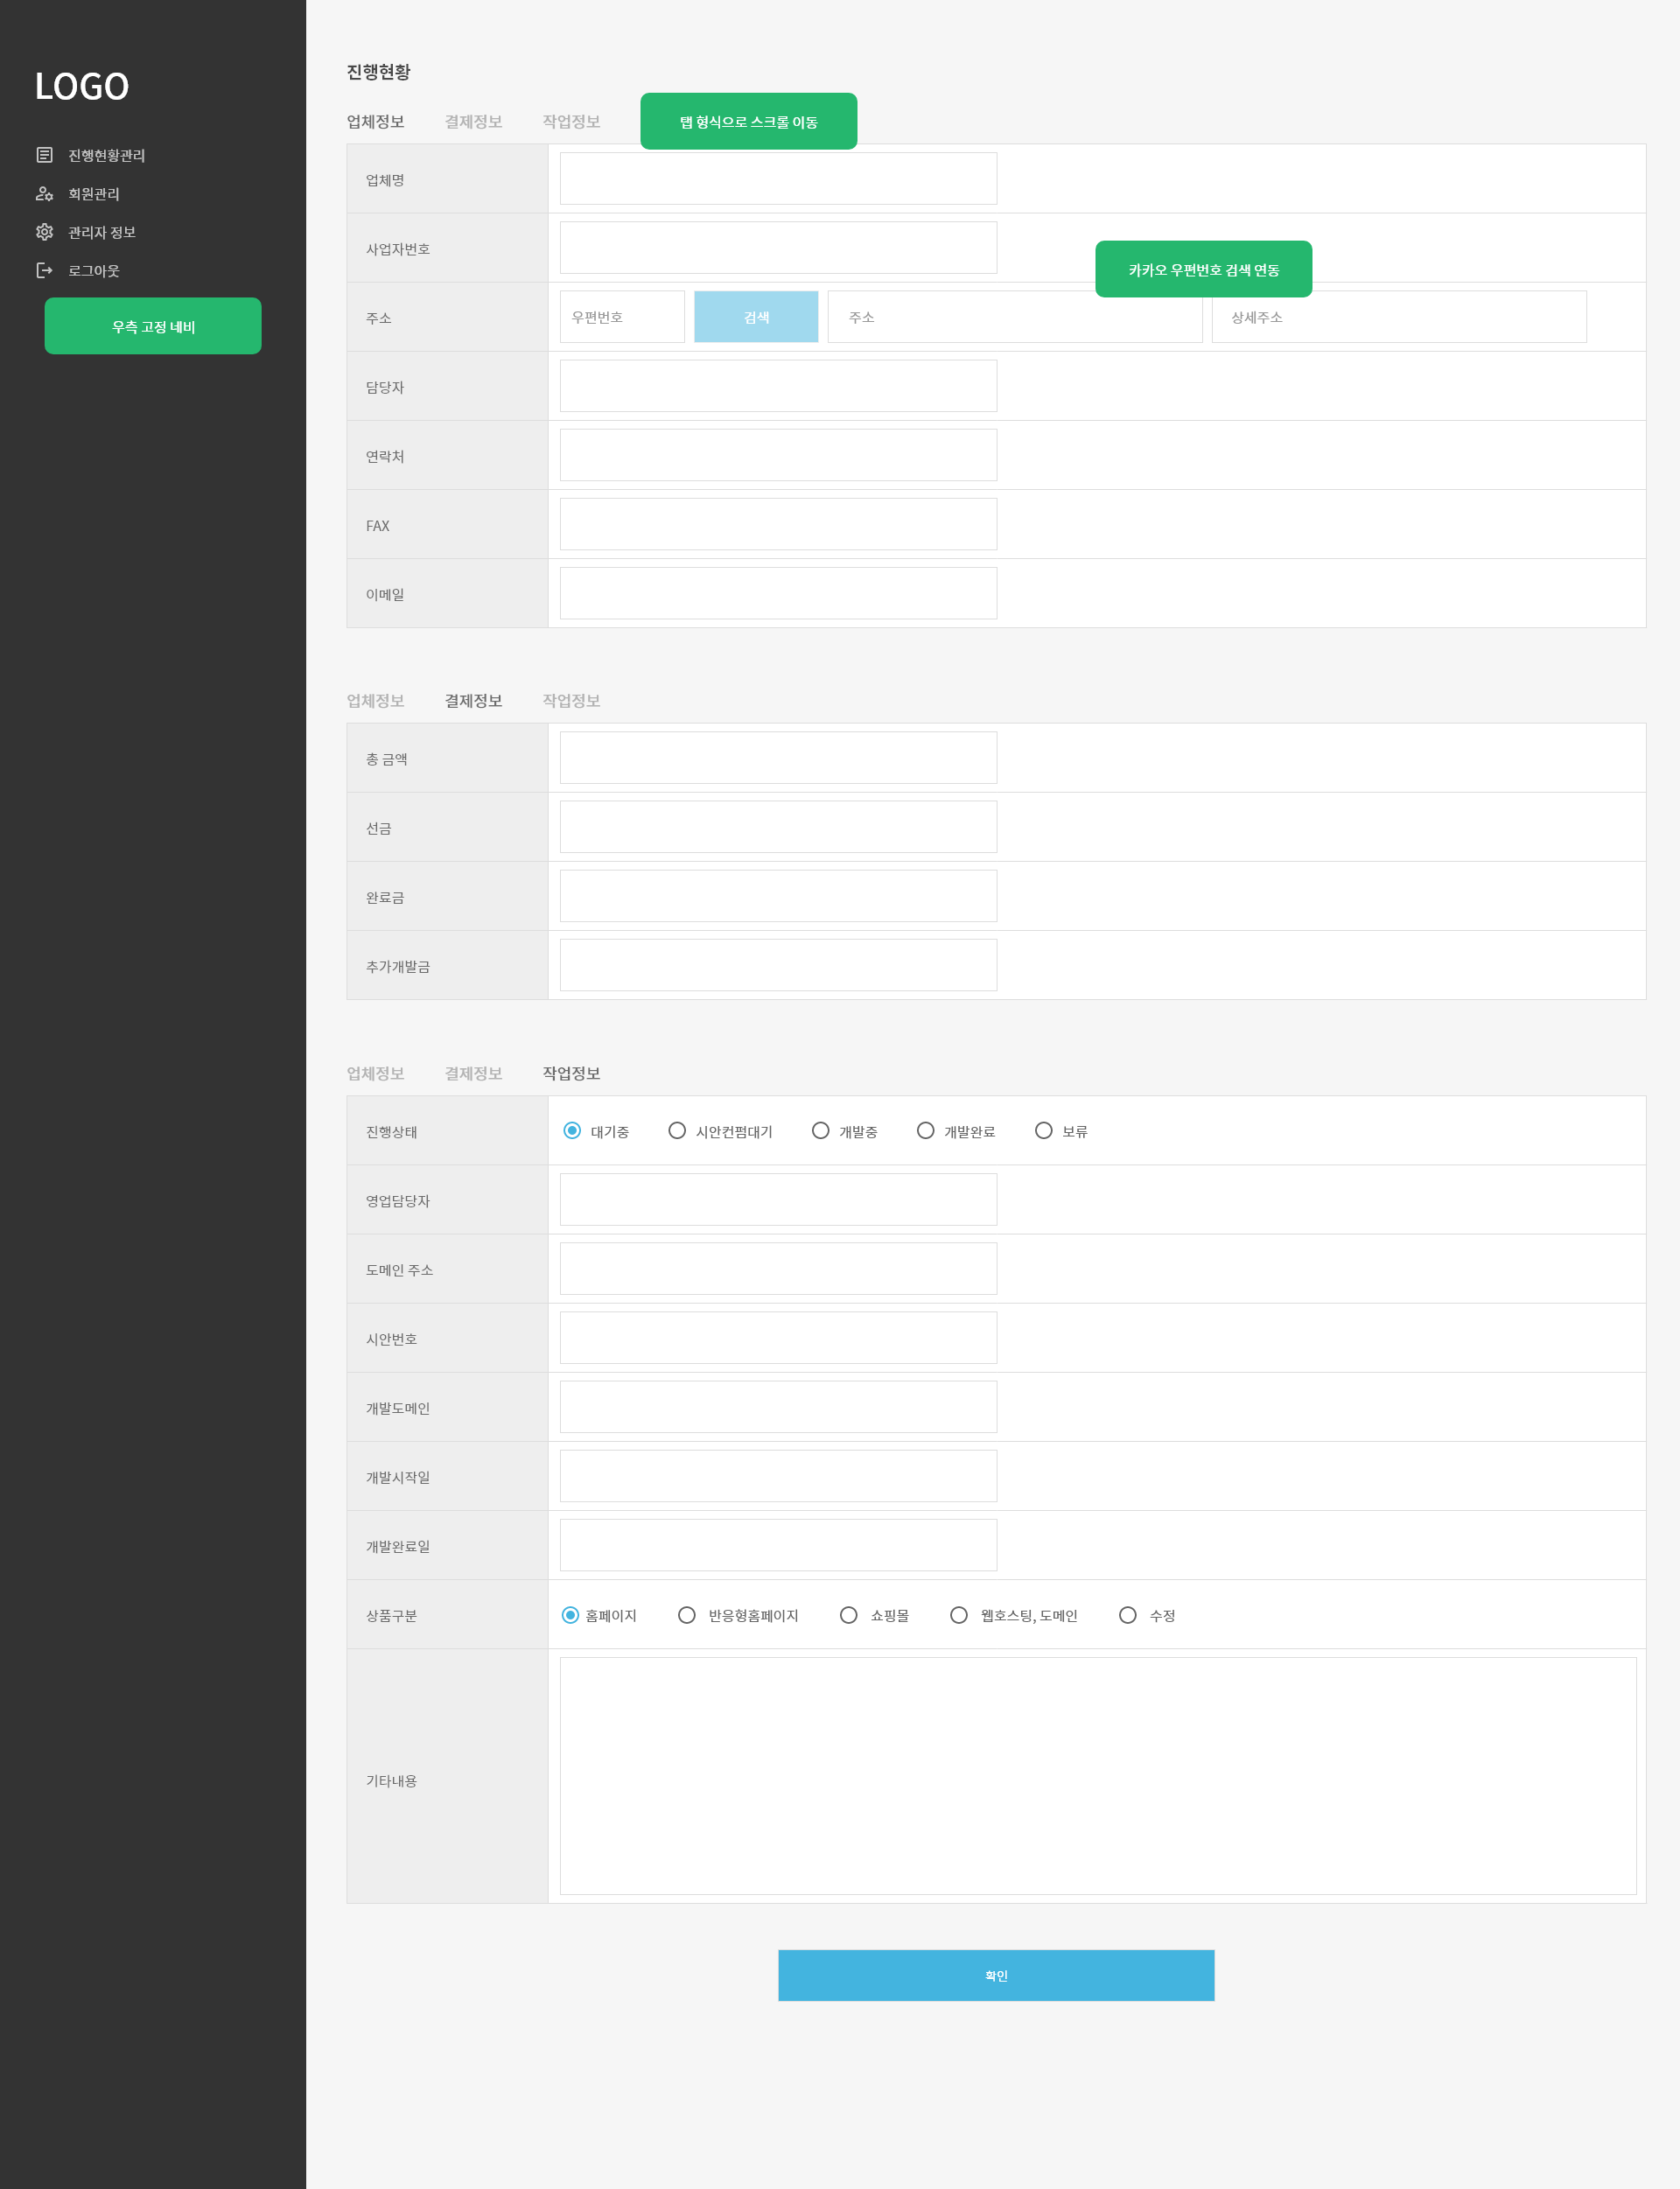 LOGO
진행현황관리
회원관리
관리자 정보
로그아웃
우측 고정 네비
진행현황
업체정보 결제정보 작업정보 탭 형식으로 스크롤 이동
업체명
사업자번호
카카오 우편번호 검색 연동
주소 우편번호 검색 주소 상세주소
담당자
연락처
FAX
이메일
업체정보 결제정보 작업정보
총 금액
선금
완료금
추가개발금
업체정보 결제정보 작업정보
진행상태 대기중 시안컨펌대기 개발중 개발완료 보류
영업담당자
도메인 주소
시안번호
개발도메인
개발시작일
개발완료일
상품구분 홈페이지 반응형홈페이지 쇼핑몰 웹호스팅, 도메인 수정
기타내용
확인